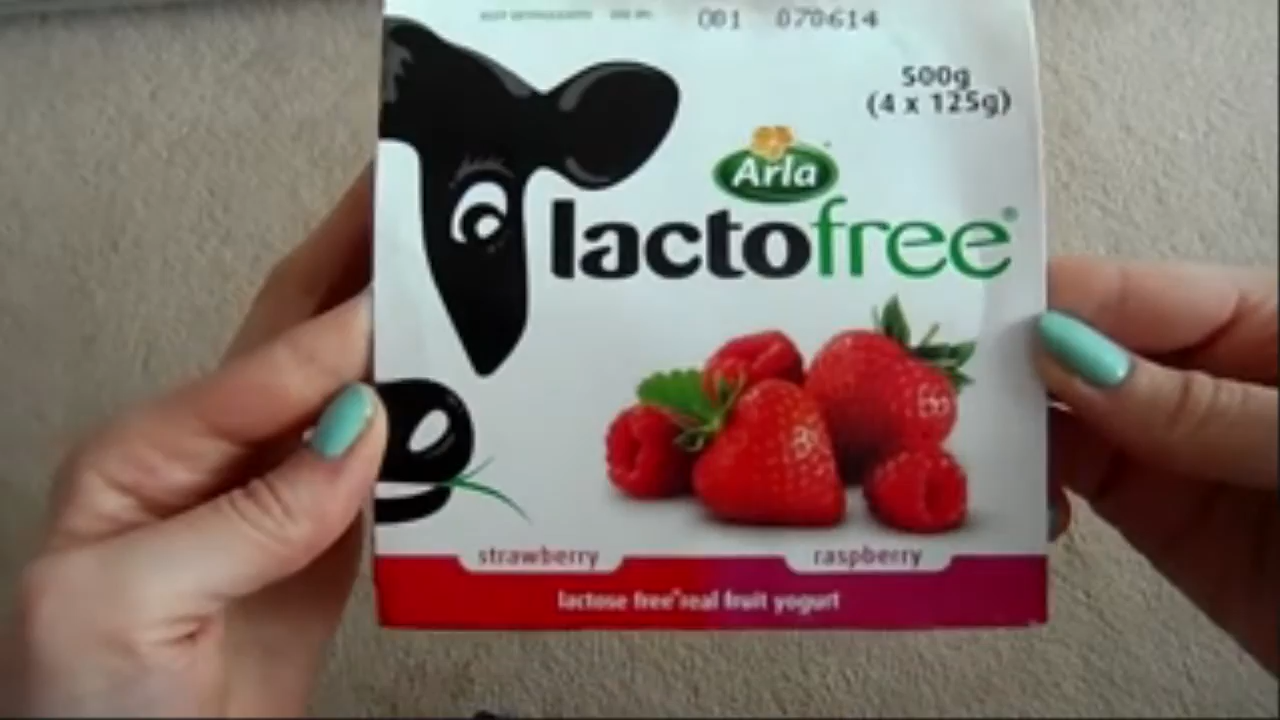 001 070614
500g
(4 x 125g)
Arla
lactofree®
strawberry
raspberry
lactose free* real fruit yogurt